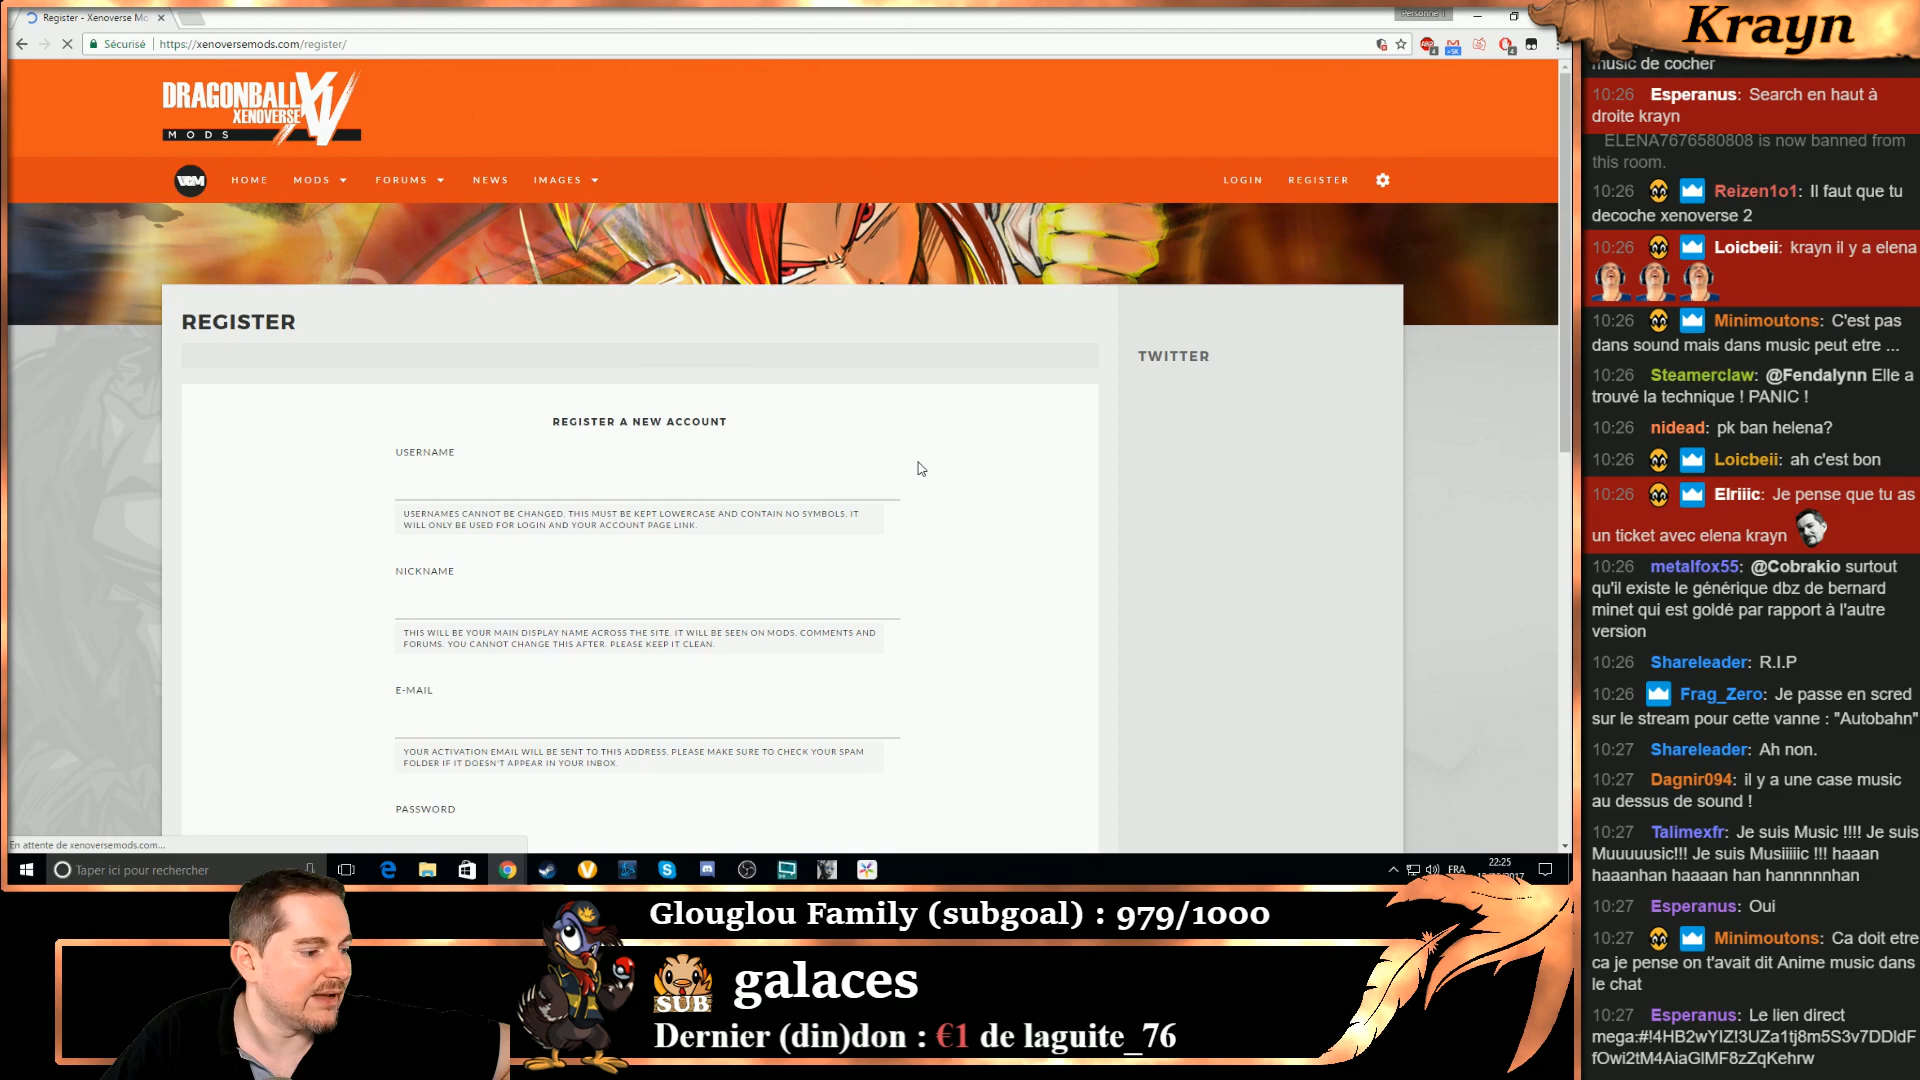 Register - Xenoverse Mo
Personne 1
Sécurisé https://xenoversemods.com/register/
DRAGONBALL
XENOVERSE
XV
MODS
HOME MODS FORUMS NEWS IMAGES LOGIN REGISTER
REGISTER
TWITTER
REGISTER A NEW ACCOUNT
USERNAME
USERNAMES CANNOT BE CHANGED. THIS MUST BE KEPT LOWERCASE AND CONTAIN NO SYMBOLS, IT
WILL ONLY BE USED FOR LOGIN AND YOUR ACCOUNT PAGE LINK.
NICKNAME
THIS WILL BE YOUR MAIN DISPLAY NAME ACROSS THE SITE. IT WILL BE SEEN ON MODS, COMMENTS AND
FORUMS. YOU CANNOT CHANGE THIS AFTER. PLEASE KEEP IT CLEAN.
E-MAIL
YOUR ACTIVATION EMAIL WILL BE SENT TO THIS ADDRESS. PLEASE MAKE SURE TO CHECK YOUR SPAM
FOLDER IF IT DOESN'T APPEAR IN YOUR INBOX.
PASSWORD
En attente de xenoversemods.com...
Taper ici pour rechercher
FRA
22:25
Glouglou Family (subgoal) : 979/1000
SUB
galaces
Dernier (din)don : €1 de laguite_76
Krayn
music de cocher
10:26 Esperanus: Search en haut à
droite krayn
ELENA7676580808 is now banned from
this room.
10:26 Reizen1o1: Il faut que tu
decoche xenoverse 2
10:26 Loicbeii: krayn il y a elena
10:26 Minimoutons: C'est pas
dans sound mais dans music peut etre ...
10:26 Steamerclaw: @Fendalynn Elle a
trouvé la technique ! PANIC !
10:26 nidead: pk ban helena?
10:26 Loicbeii: ah c'est bon
10:26 Elriiic: Je pense que tu as
un ticket avec elena krayn
10:26 metalfox55: @Cobrakio surtout
qu'il existe le générique dbz de bernard
minet qui est goldé par rapport à l'autre
version
10:26 Shareleader: R.I.P
10:26 Frag_Zero: Je passe en scred
sur le stream pour cette vanne : "Autobahn"
10:27 Shareleader: Ah non.
10:27 Dagnir094: il y a une case music
au dessus de sound !
10:27 Talimexfr: Je suis Music !!!! Je suis
Muuuusic!!! Je suis Musiiiiic !!! haaan
haaanhan haaaan han hannnnnhan
10:27 Esperanus: Oui
10:27 Minimoutons: Ca doit etre
ca je pense on t'avait dit Anime music dans
le chat
10:27 Esperanus: Le lien direct
mega:#!4HB2wYIZ!3UZa1tj8m5S3v7DDldF
fOwi2tM4AiaGlMF8zZqKehrw